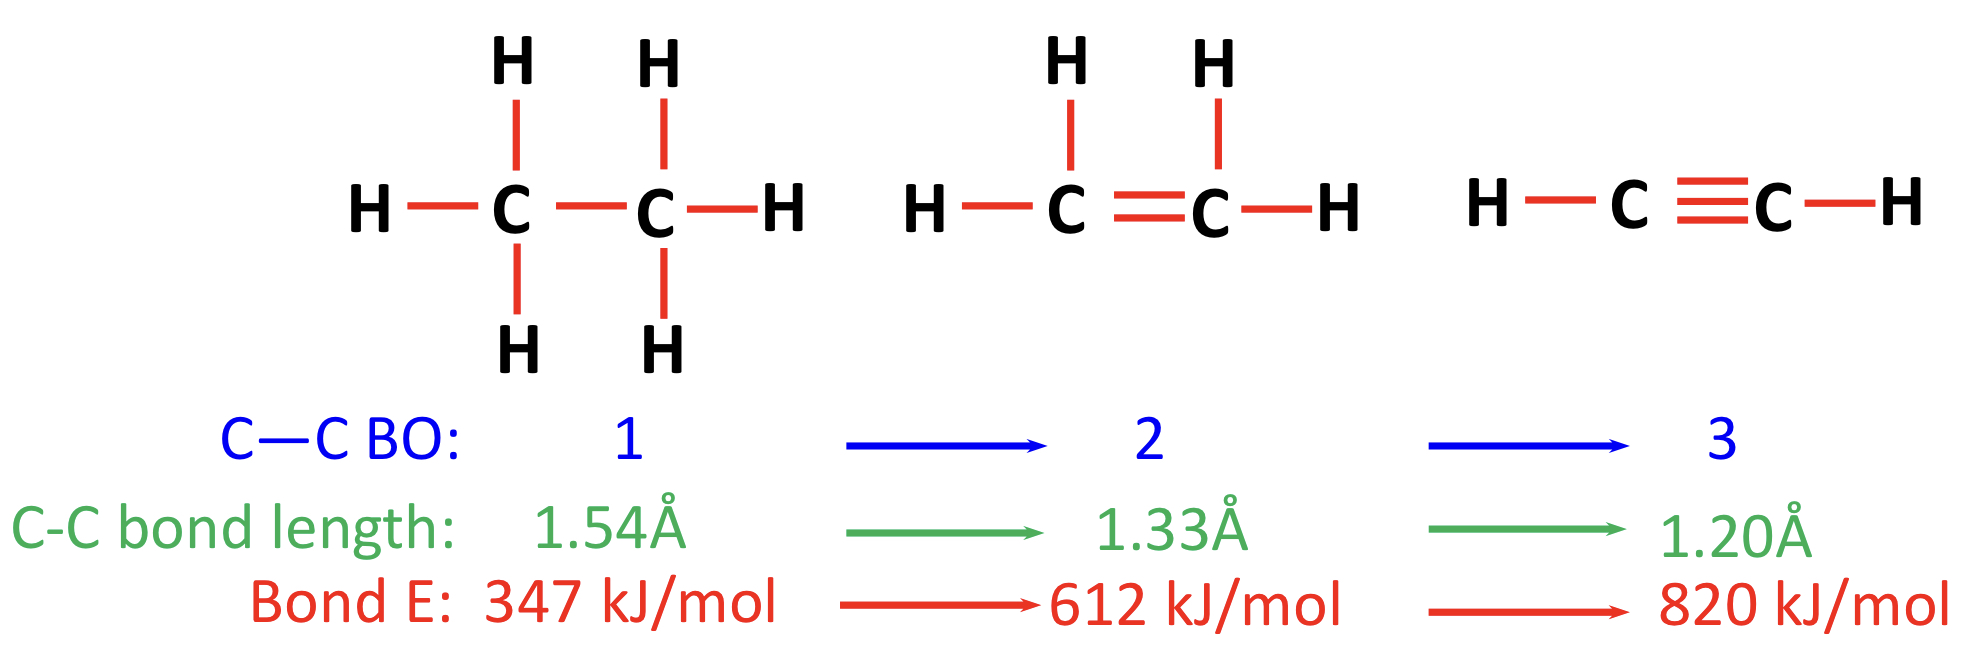 H H H H
H C C H H C C H H C C H
H H
C—C BO: 1 2 3
C-C bond length: 1.54Å 1.33Å 1.20Å
Bond E: 347 kJ/mol 612 kJ/mol 820 kJ/mol